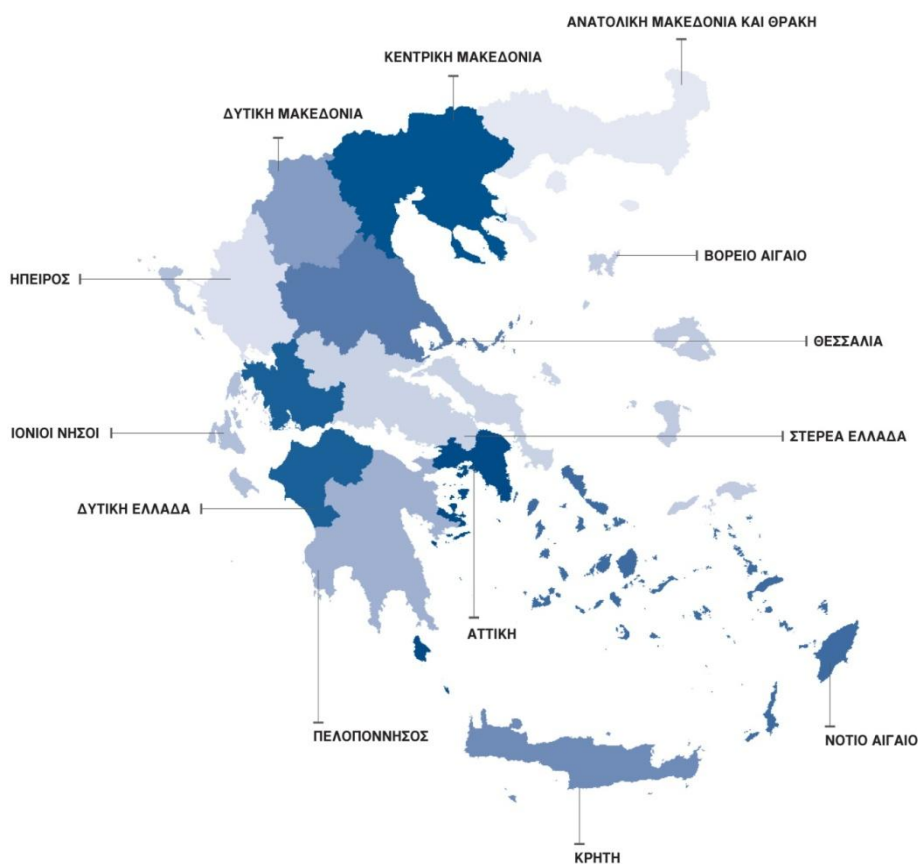 ΑΝΑΤΟΛΙΚΗ ΜΑΚΕΔΟΝΙΑ ΚΑΙ ΘΡΑΚΗ
ΚΕΝΤΡΙΚΗ ΜΑΚΕΔΟΝΙΑ
ΔΥΤΙΚΗ ΜΑΚΕΔΟΝΙΑ
ΒΟΡΕΙΟ ΑΙΓΑΙΟ
ΗΠΕΙΡΟΣ
ΘΕΣΣΑΛΙΑ
ΙΟΝΙΟΙ ΝΗΣΟΙ
ΣΤΕΡΕΑ ΕΛΛΑΔΑ
ΔΥΤΙΚΗ ΕΛΛΑΔΑ
ΑΤΤΙΚΗ
ΠΕΛΟΠΟΝΝΗΣΟΣ
ΝΟΤΙΟ ΑΙΓΑΙΟ
ΚΡΗΤΗ